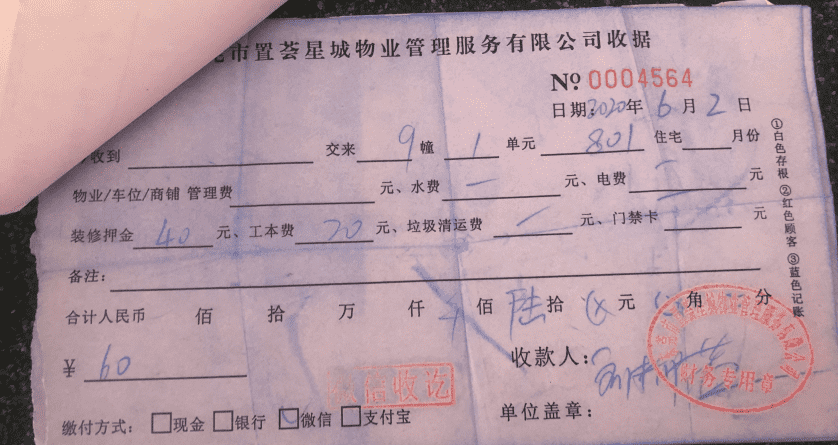 市置荟星城物业管理服务有限公司收据
№ 0004564
日期: 2020年 6月 2日
收到 交来 9 幢 1 单元 801 住宅 月份
物业/车位/商铺 管理费 元、水费 一 元、电费 元
装修押金 40 元、工本费 20 元、垃圾清运费 元、门禁卡 元
备注:
合计人民币 佰 拾 万 仟 佰 陆 拾 元 角 分
¥ 60 收款人:
收讫
财务专用章
缴付方式: 现金 银行 微信 支付宝 单位盖章:
①白色存根 ②红色顾客 ③蓝色记账